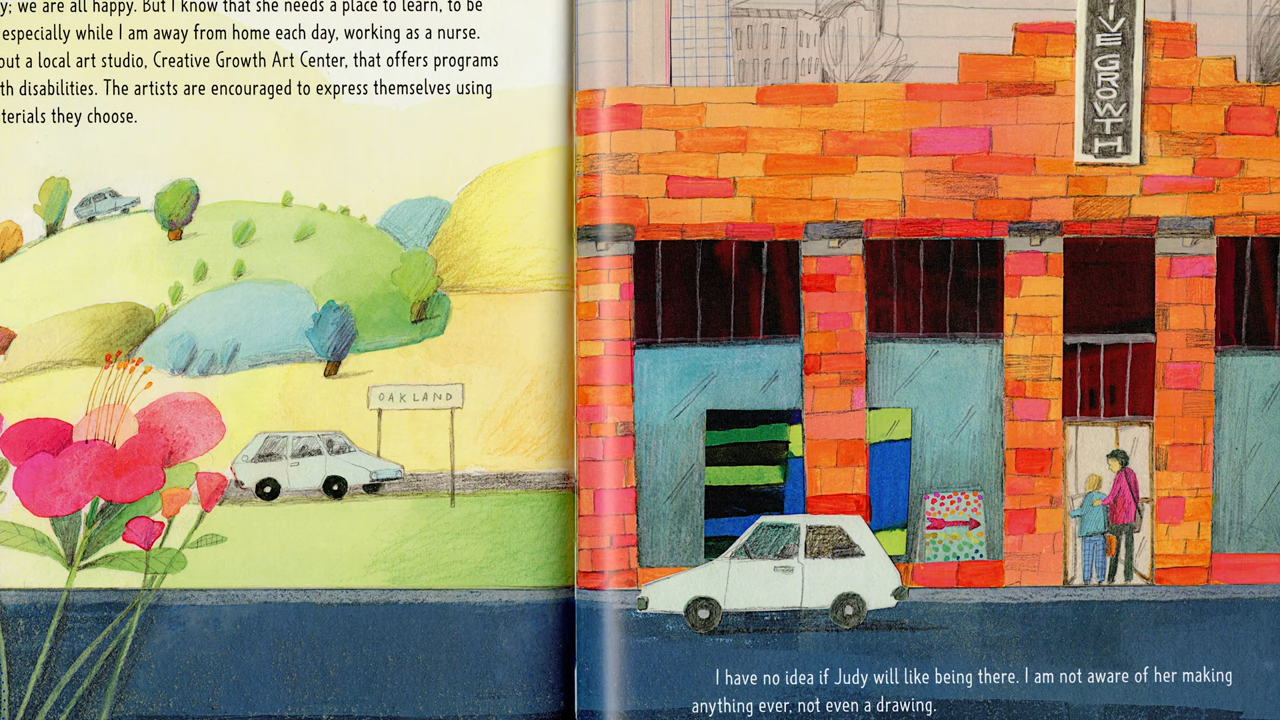 y; we are all happy. But I know that she needs a place to learn, to be
especially while I am away from home each day, working as a nurse.
out a local art studio, Creative Growth Art Center, that offers programs
th disabilities. The artists are encouraged to express themselves using
terials they choose.
OAKLAND
IVE GROWTH
I have no idea if Judy will like being there. I am not aware of her making
anything ever, not even a drawing.